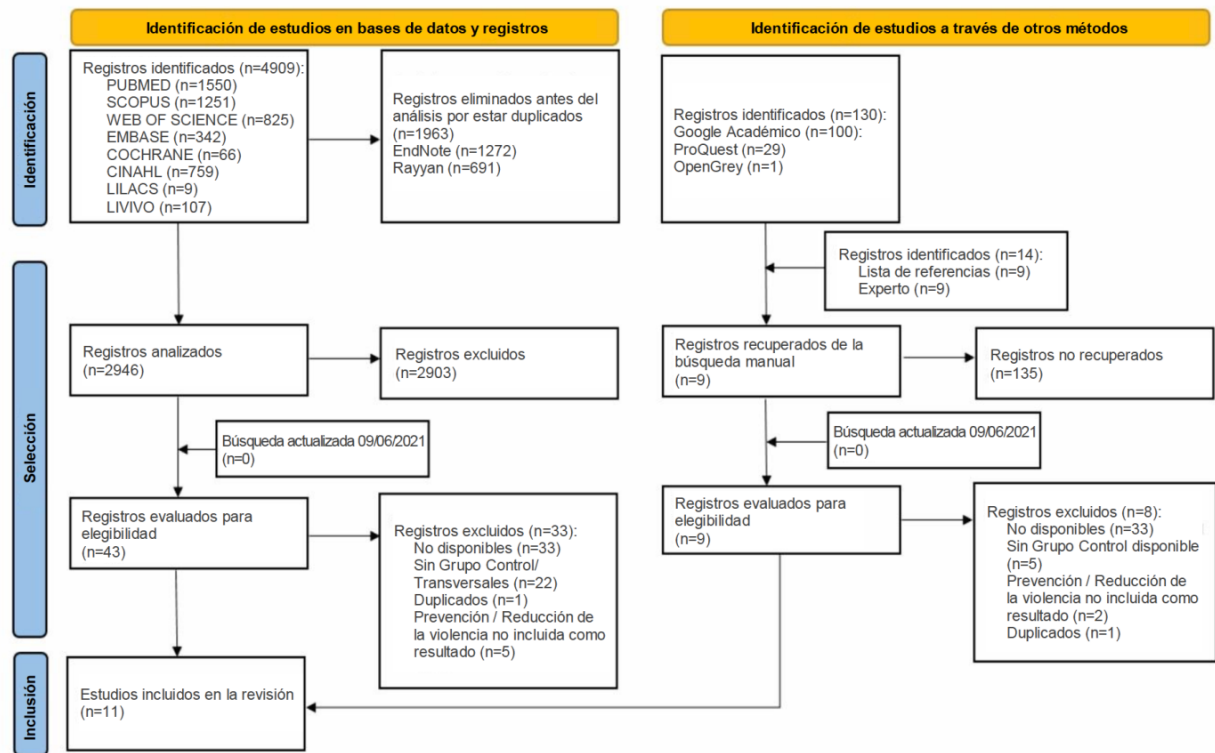 Identificación de estudios en bases de datos y registros
Identificación de estudios a través de otros métodos
Identificación
Registros identificados (n=4909):
PUBMED (n=1550)
SCOPUS (n=1251)
WEB OF SCIENCE (n=825)
EMBASE (n=342)
COCHRANE (n=66)
CINAHL (n=759)
LILACS (n=9)
LIVIVO (n=107)
Registros eliminados antes del
análisis por estar duplicados
(n=1963)
EndNote (n=1272)
Rayyan (n=691)
Registros identificados (n=130):
Google Académico (n=100):
ProQuest (n=29)
OpenGrey (n=1)
Registros identificados (n=14):
Lista de referencias (n=9)
Experto (n=9)
Selección
Registros analizados
(n=2946)
Registros excluidos
(n=2903)
Registros recuperados de la
búsqueda manual
(n=9)
Registros no recuperados
(n=135)
Búsqueda actualizada 09/06/2021
(n=0)
Búsqueda actualizada 09/06/2021
(n=0)
Registros evaluados para
elegibilidad
(n=43)
Registros excluidos (n=33):
No disponibles (n=33)
Sin Grupo Control/
Transversales (n=22)
Duplicados (n=1)
Prevención / Reducción de
la violencia no incluida como
resultado (n=5)
Registros evaluados para
elegibilidad
(n=9)
Registros excluidos (n=8):
No disponibles (n=33)
Sin Grupo Control disponible
(n=5)
Prevención / Reducción de
la violencia no incluida como
resultado (n=2)
Duplicados (n=1)
Inclusión
Estudios incluidos en la revisión
(n=11)